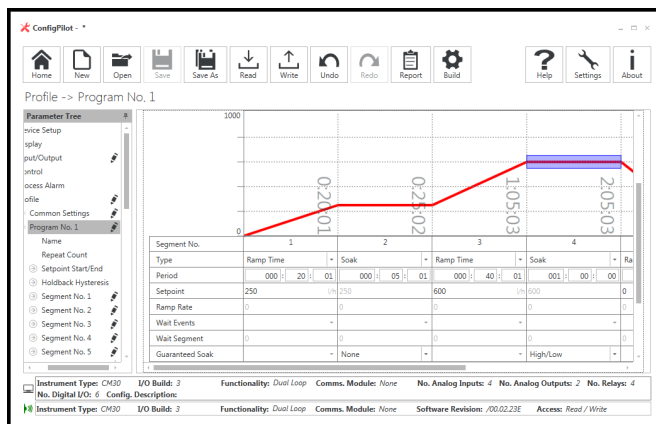 ConfigPilot - *
Home New Open Save Save As Read Write Undo Redo Report Build Help Settings About
Profile -> Program No. 1
Parameter Tree
evice Setup
splay
put/Output
ontrol
ocess Alarm
ofile
Common Settings
Program No. 1
Name
Repeat Count
Setpoint Start/End
Holdback Hysteresis
Segment No. 1
Segment No. 2
Segment No. 3
Segment No. 4
Segment No. 5
1000
0
0:20:01 0:25:02 1:05:03 2:05:03
Segment No. 1 2 3 4
Type Ramp Time Soak Ramp Time Soak Ra
Period 000 : 20 : 01 000 : 05 : 01 000 : 40 : 01 001 : 00 : 00
Setpoint 250 l/h 250 600 l/h 600 0
Ramp Rate 0 0 0 0 0
Wait Events
Wait Segment 0 0 0 0 0
Guaranteed Soak None High/Low
Instrument Type: CM30 I/O Build: 3 Functionality: Dual Loop Comms. Module: None No. Analog Inputs: 4 No. Analog Outputs: 2 No. Relays: 4
No. Digital I/O: 6 Config. Description:
Instrument Type: CM30 I/O Build: 3 Functionality: Dual Loop Comms. Module: None Software Revision: /00.02.23E Access: Read / Write